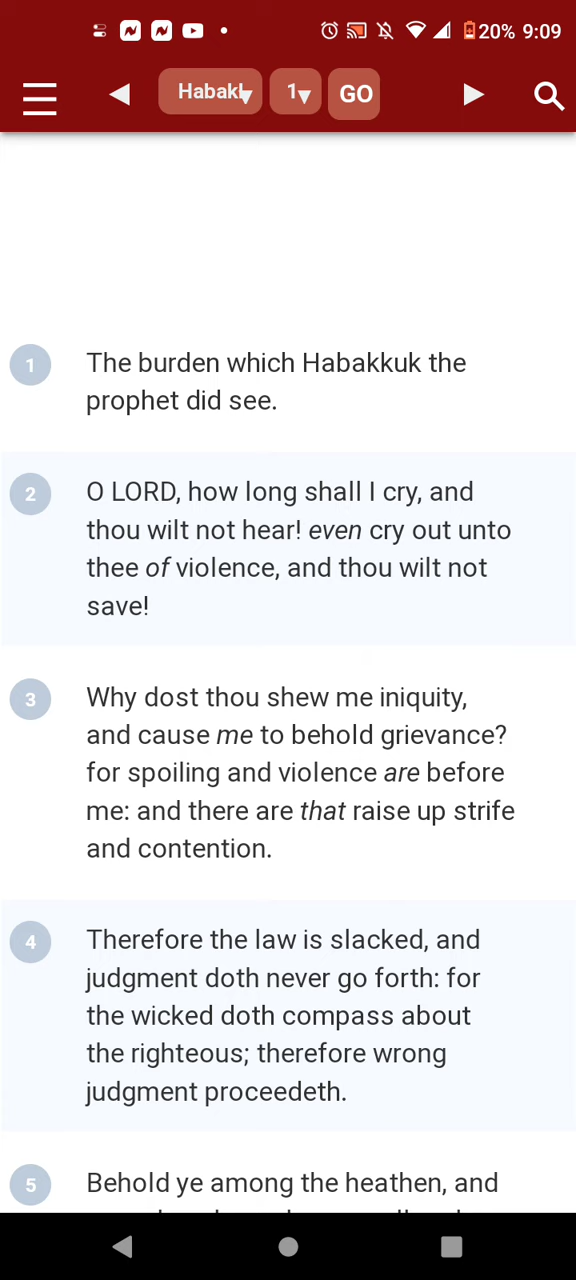 20% 9:09
Habak 1 GO
1 The burden which Habakkuk the
prophet did see.
2 O LORD, how long shall I cry, and
thou wilt not hear! even cry out unto
thee of violence, and thou wilt not
save!
3 Why dost thou shew me iniquity,
and cause me to behold grievance?
for spoiling and violence are before
me: and there are that raise up strife
and contention.
4 Therefore the law is slacked, and
judgment doth never go forth: for
the wicked doth compass about
the righteous; therefore wrong
judgment proceedeth.
5 Behold ye among the heathen, and